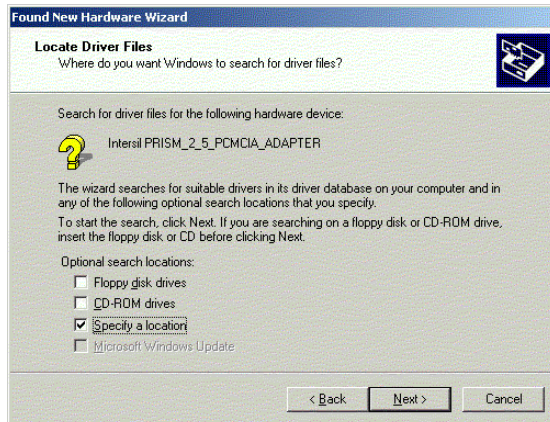 Found New Hardware Wizard
Locate Driver Files
Where do you want Windows to search for driver files?
Search for driver files for the following hardware device:
Intersil PRISM_2_5_PCMCIA_ADAPTER
The wizard searches for suitable drivers in its driver database on your computer and in
any of the following optional search locations that you specify.
To start the search, click Next. If you are searching on a floppy disk or CD-ROM drive,
insert the floppy disk or CD before clicking Next.
Optional search locations:
Floppy disk drives
CD-ROM drives
Specify a location
Microsoft Windows Update
< Back Next > Cancel